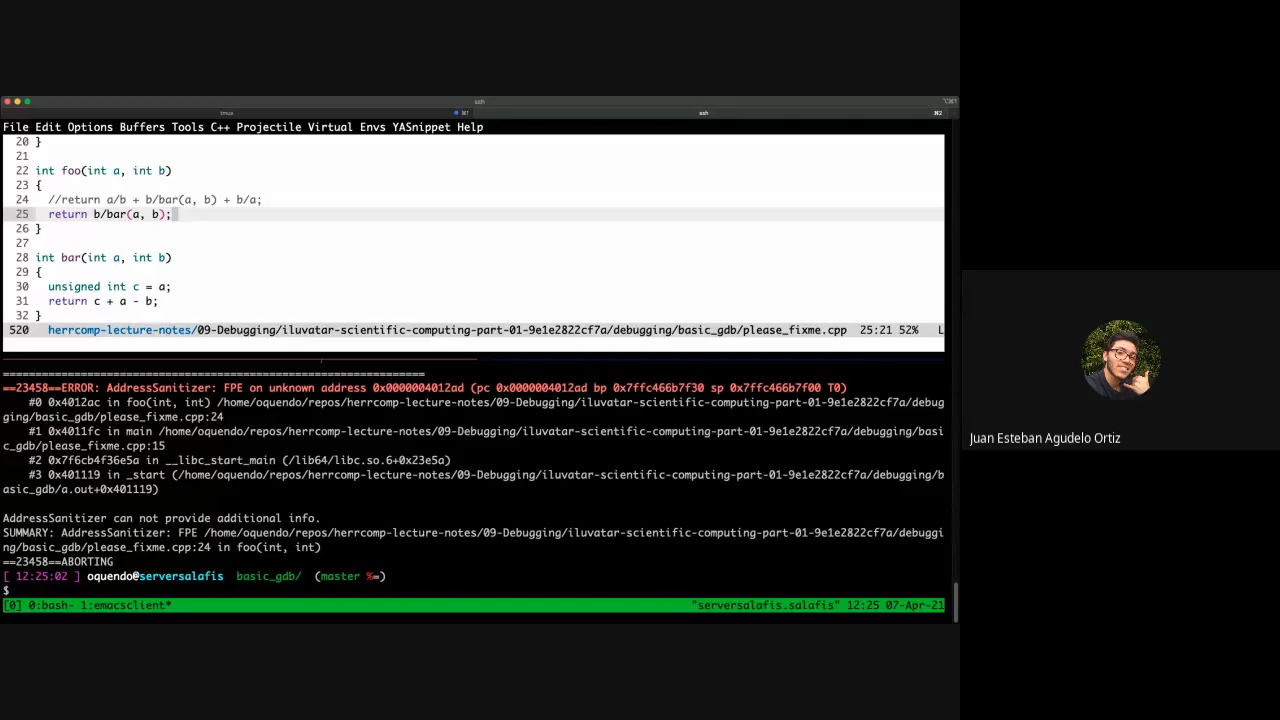 ssh
⌥⌘1
tmux
⌘1
ssh
⌘2
File Edit Options Buffers Tools C++ Projectile Virtual Envs YASnippet Help
20 }
21
22 int foo(int a, int b)
23 {
24 //return a/b + b/bar(a, b) + b/a;
25 return b/bar(a, b);
26 }
27
28 int bar(int a, int b)
29 {
30 unsigned int c = a;
31 return c + a - b;
32 }
520 herrcomp-lecture-notes/09-Debugging/iluvatar-scientific-computing-part-01-9e1e2822cf7a/debugging/basic_gdb/please_fixme.cpp 25:21 52% L
=================================================================
==23458==ERROR: AddressSanitizer: FPE on unknown address 0x0000004012ad (pc 0x0000004012ad bp 0x7ffc466b7f30 sp 0x7ffc466b7f00 T0)
#0 0x4012ac in foo(int, int) /home/oquendo/repos/herrcomp-lecture-notes/09-Debugging/iluvatar-scientific-computing-part-01-9e1e2822cf7a/debug
ging/basic_gdb/please_fixme.cpp:24
#1 0x4011fc in main /home/oquendo/repos/herrcomp-lecture-notes/09-Debugging/iluvatar-scientific-computing-part-01-9e1e2822cf7a/debugging/basi
c_gdb/please_fixme.cpp:15
#2 0x7f6cb4f36e5a in __libc_start_main (/lib64/libc.so.6+0x23e5a)
#3 0x401119 in _start (/home/oquendo/repos/herrcomp-lecture-notes/09-Debugging/iluvatar-scientific-computing-part-01-9e1e2822cf7a/debugging/b
asic_gdb/a.out+0x401119)
AddressSanitizer can not provide additional info.
SUMMARY: AddressSanitizer: FPE /home/oquendo/repos/herrcomp-lecture-notes/09-Debugging/iluvatar-scientific-computing-part-01-9e1e2822cf7a/debuggi
ng/basic_gdb/please_fixme.cpp:24 in foo(int, int)
==23458==ABORTING
[ 12:25:02 ] oquendo@serversalafis basic_gdb/ (master %=)
$
[0] 0:bash- 1:emacsclient* "serversalafis.salafis" 12:25 07-Apr-21
Juan Esteban Agudelo Ortiz